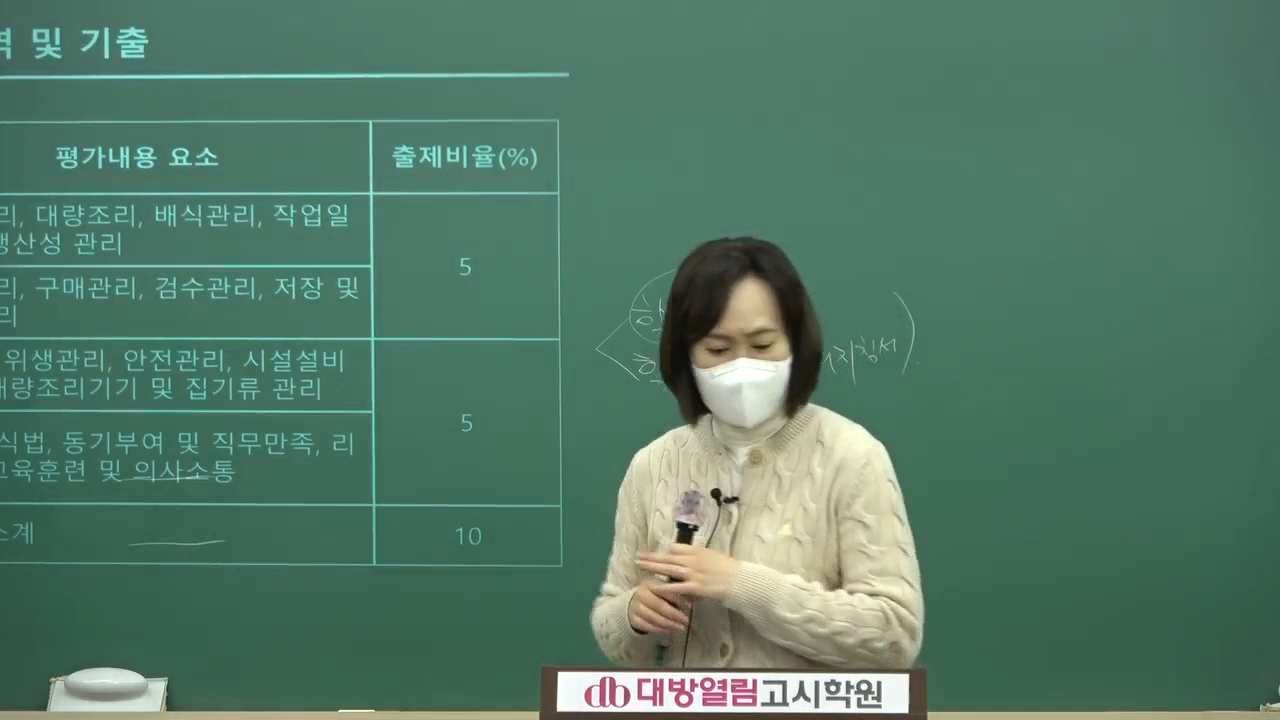 역 및 기출
평가내용 요소
출제비율(%)
리, 대량조리, 배식관리, 작업일
생산성 관리
5
리, 구매관리, 검수관리, 저장 및
리
위생관리, 안전관리, 시설설비
대량조리기기 및 집기류 관리
5
식법, 동기부여 및 직무만족, 리
교육훈련 및 의사소통
소계
10
지침서)
db 대방열림고시학원